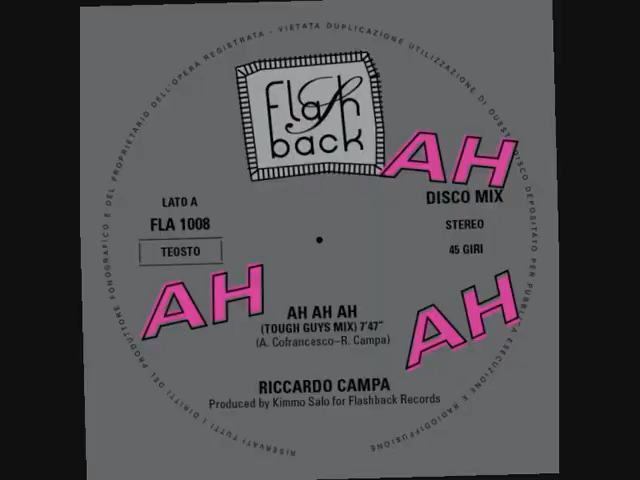 RISERVATI TUTTI I DIRITTI DEL PRODUTTORE FONOGRAFICO E DEL PROPRIETARIO DELL'OPERA REGISTRATA - VIETATA DUPLICAZIONE UTILIZZAZIONE DI QUESTO DISCO DEPOSITATO PER PUBBLICA ESECUZIONE E RADIODIFFUSIONE
Flash
back
AH
LATO A
DISCO MIX
FLA 1008
STEREO
TEOSTO
45 GIRI
AH
AH
AH AH AH
(TOUGH GUYS MIX) 7'47"
(A. Cofrancesco–R. Campa)
RICCARDO CAMPA
Produced by Kimmo Salo for Flashback Records